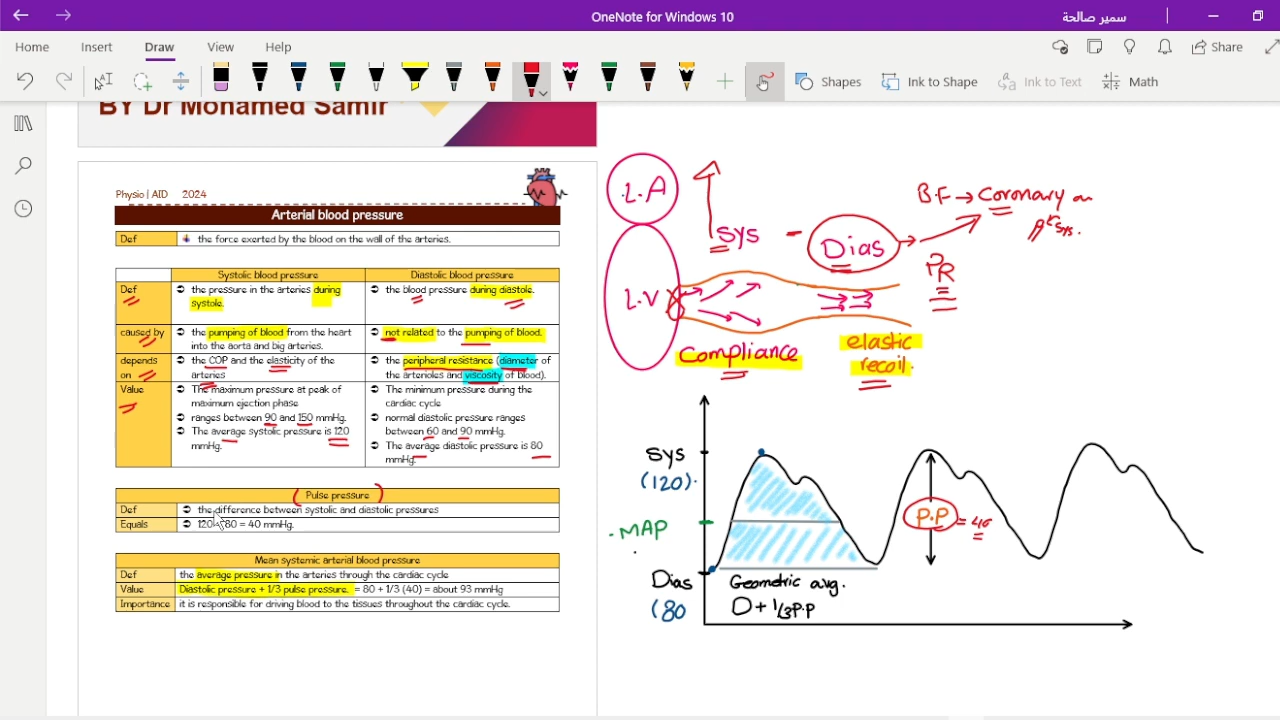 OneNote for Windows 10
سمير صالحة
Home Insert Draw View Help
Share
Shapes
Ink to Shape
Ink to Text
Math
BY Dr Mohamed Samir
Physio | AID 2024
Arterial blood pressure
Def the force exerted by the blood on the wall of the arteries.
Systolic blood pressure Diastolic blood pressure
Def
the pressure in the arteries during
systole.
the blood pressure during diastole.
caused by
the pumping of blood from the heart
into the aorta and big arteries.
not related to the pumping of blood.
depends
on
the COP and the elasticity of the
arteries
the peripheral resistance (diameter of
the arterioles and viscosity of blood).
Value
The maximum pressure at peak of
maximum ejection phase
ranges between 90 and 150 mmHg.
The average systolic pressure is 120
mmHg.
The minimum pressure during the
cardiac cycle
normal diastolic pressure ranges
between 60 and 90 mmHg.
The average diastolic pressure is 80
mmHg.
( Pulse pressure )
Def the difference between systolic and diastolic pressures
Equals 120 - 80 = 40 mmHg.
Mean systemic arterial blood pressure
Def the average pressure in the arteries through the cardiac cycle
Value Diastolic pressure + 1/3 pulse pressure. = 80 + 1/3 (40) = about 93 mmHg
Importance it is responsible for driving blood to the tissues throughout the cardiac cycle.
L.A
L.V
Sys - Dias
B.F → Coronary
PR
Compliance
elastic
recoil.
Sys
(120).
MAP
Dias
(80
P.P = 40
Geometric avg.
D + 1/3 P.P